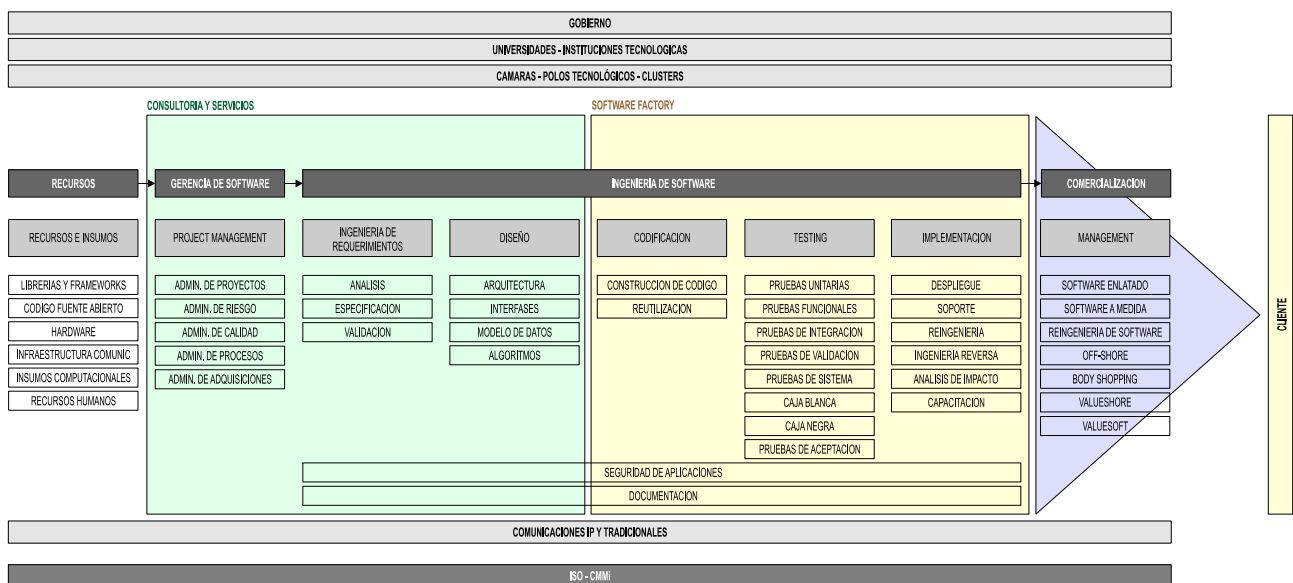 GOBIERNO
UNIVERSIDADES - INSTITUCIONES TECNOLOGICAS
CAMARAS - POLOS TECNOLÓGICOS - CLUSTERS
CONSULTORIA Y SERVICIOS
SOFTWARE FACTORY
RECURSOS
GERENCIA DE SOFTWARE
INGENIERIA DE SOFTWARE
COMERCIALIZACION
RECURSOS E INSUMOS
PROJECT MANAGEMENT
INGENIERIA DE
REQUERIMIENTOS
DISEÑO
CODIFICACION
TESTING
IMPLEMENTACION
MANAGEMENT
LIBRERIAS Y FRAMEWORKS
CODIGO FUENTE ABIERTO
HARDWARE
INFRAESTRUCTURA COMUNIC
INSUMOS COMPUTACIONALES
RECURSOS HUMANOS
ADMIN. DE PROYECTOS
ADMIN. DE RIESGO
ADMIN. DE CALIDAD
ADMIN. DE PROCESOS
ADMIN. DE ADQUISICIONES
ANALISIS
ESPECIFICACION
VALIDACION
ARQUITECTURA
INTERFASES
MODELO DE DATOS
ALGORITMOS
CONSTRUCCION DE CODIGO
REUTILIZACION
PRUEBAS UNITARIAS
PRUEBAS FUNCIONALES
PRUEBAS DE INTEGRACION
PRUEBAS DE VALIDACION
PRUEBAS DE SISTEMA
CAJA BLANCA
CAJA NEGRA
PRUEBAS DE ACEPTACION
DESPLIEGUE
SOPORTE
REINGENIERIA
INGENIERIA REVERSA
ANALISIS DE IMPACTO
CAPACITACION
SOFTWARE ENLATADO
SOFTWARE A MEDIDA
REINGENIERIA DE SOFTWARE
OFF-SHORE
BODY SHOPPING
VALUESHORE
VALUESOFT
CLIENTE
SEGURIDAD DE APLICACIONES
DOCUMENTACION
COMUNICACIONES IP Y TRADICIONALES
ISO - CMMi